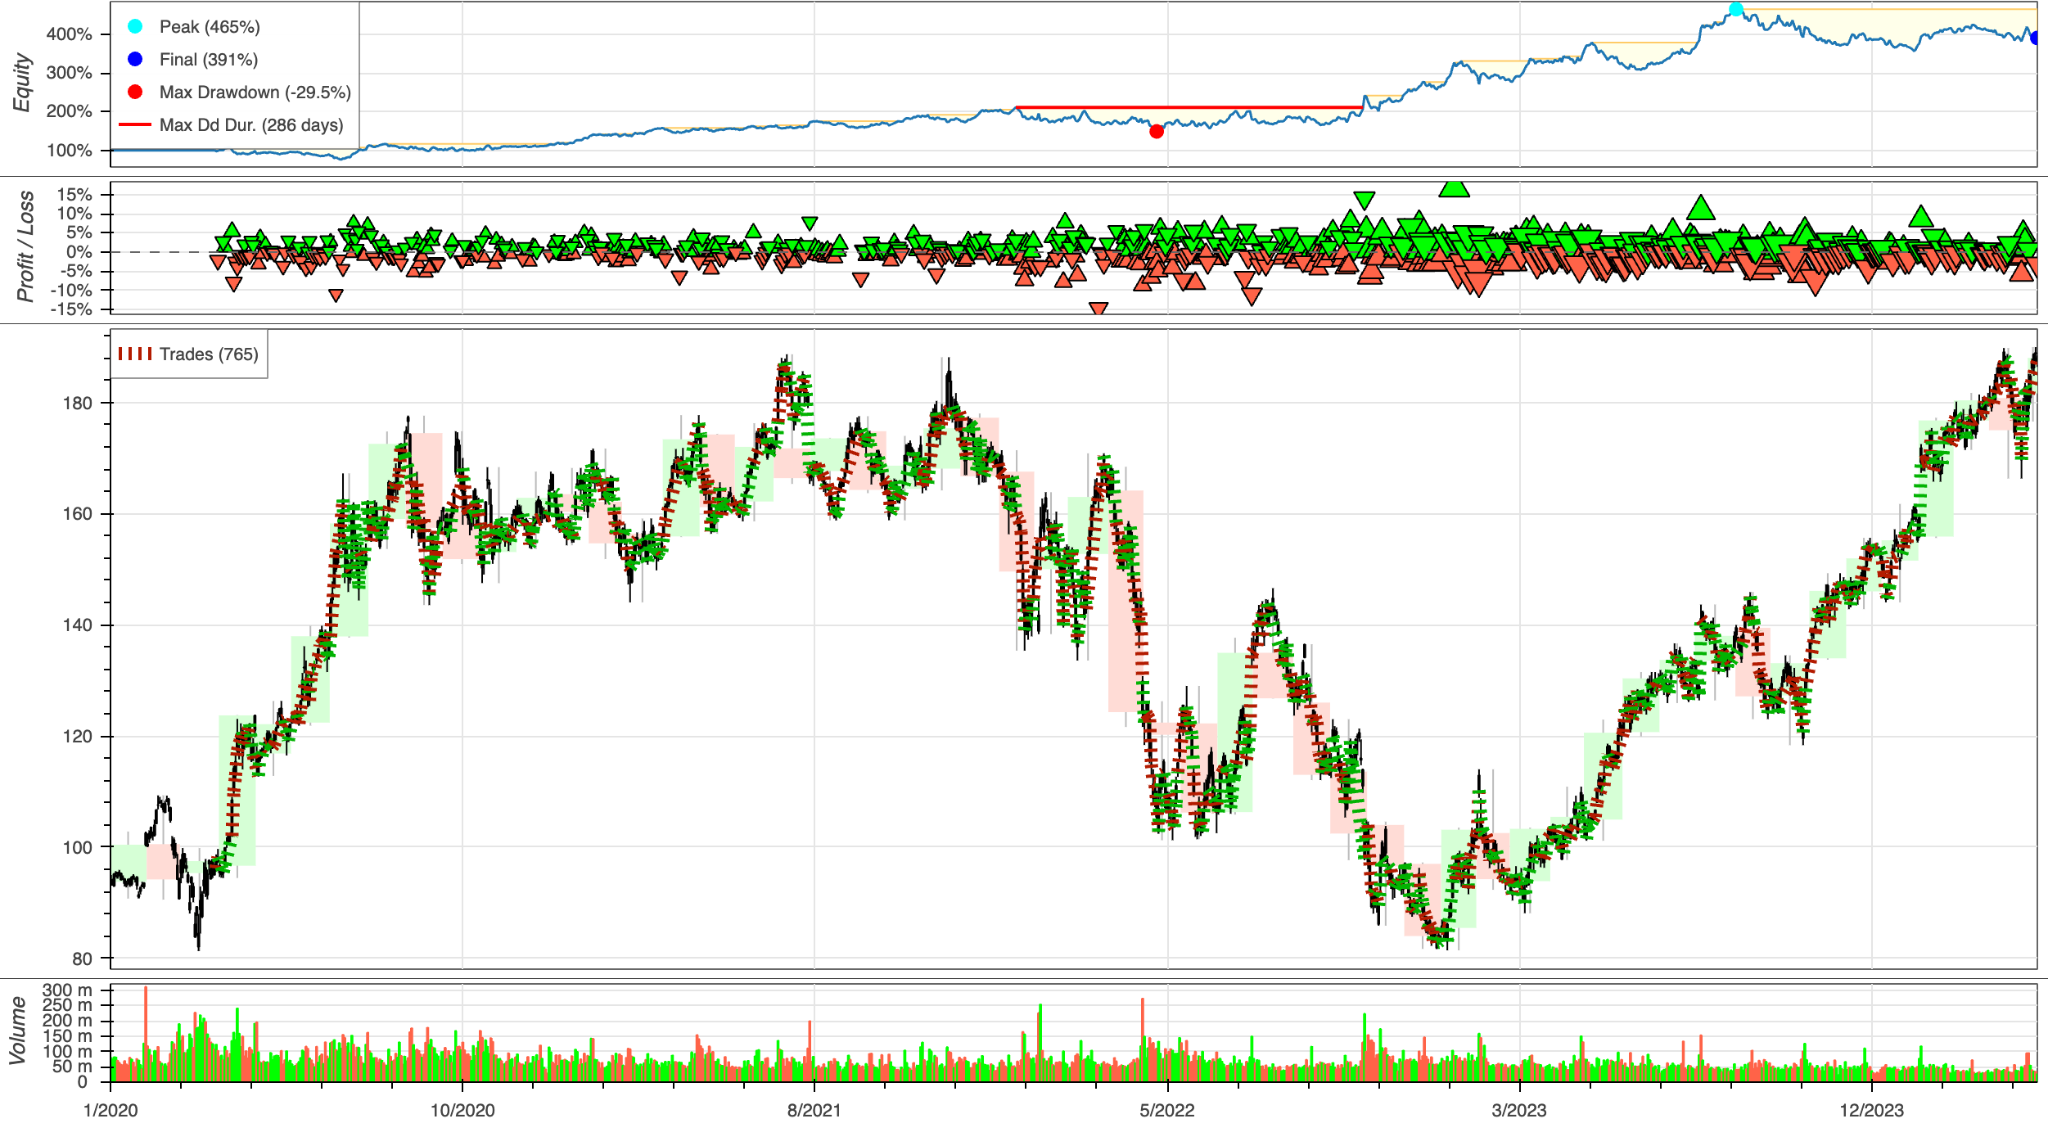 Equity
400%
300%
200%
100%
Peak (465%)
Final (391%)
Max Drawdown (-29.5%)
Max Dd Dur. (286 days)
Profit / Loss
15%
10%
5%
0%
-5%
-10%
-15%
Trades (765)
180
160
140
120
100
80
Volume
300 m
250 m
200 m
150 m
100 m
50 m
0
1/2020
10/2020
8/2021
5/2022
3/2023
12/2023